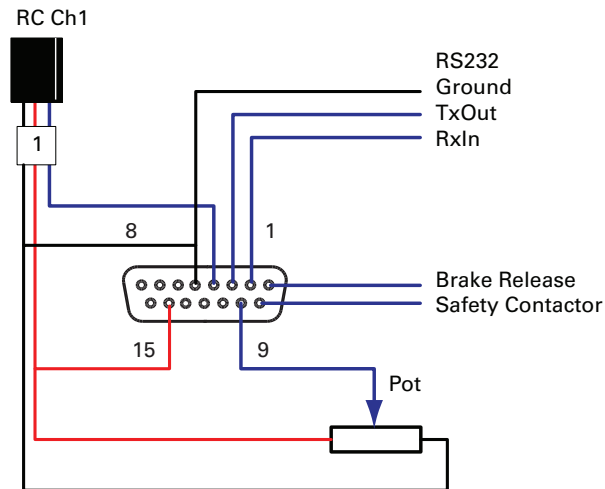 RC Ch1
RS232
Ground
TxOut
RxIn
1
8
1
Brake Release
Safety Contactor
15
9
Pot